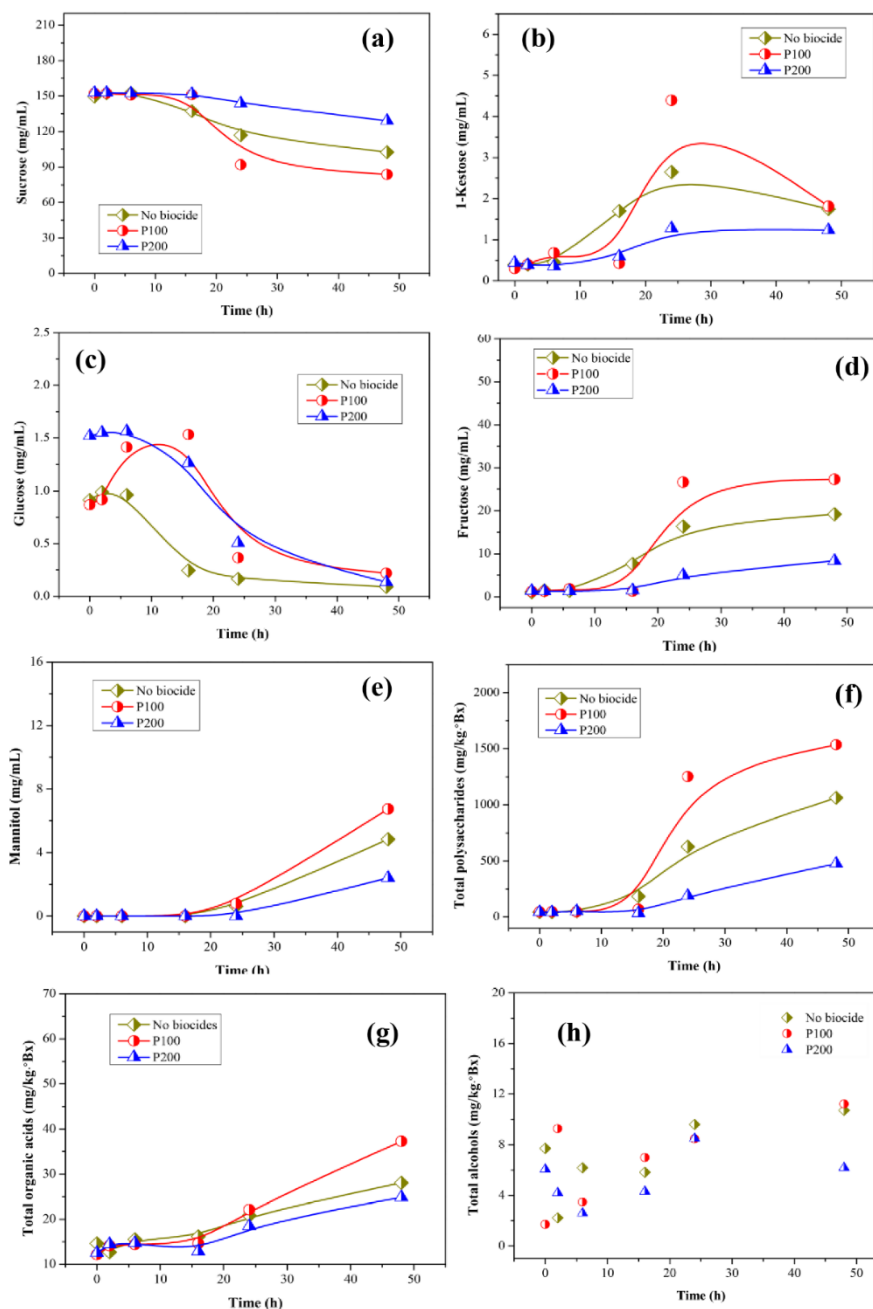 (a)
Sucrose (mg/mL)
210
180
150
120
90
60
30
0
No biocide
P100
P200
0 10 20 30 40 50
Time (h)
(b)
1-Kestose (mg/mL)
6
5
4
3
2
1
0
No biocide
P100
P200
0 10 20 30 40 50
Time (h)
(c)
Glucose (mg/mL)
2.5
2.0
1.5
1.0
0.5
0.0
No biocide
P100
P200
0 10 20 30 40 50
Time (h)
(d)
Fructose (mg/mL)
60
50
40
30
20
10
0
No biocide
P100
P200
0 10 20 30 40 50
Time (h)
(e)
Mannitol (mg/mL)
16
12
8
4
0
No biocide
P100
P200
0 10 20 30 40 50
Time (h)
(f)
Total polysaccharides (mg/kg·°Bx)
2000
1500
1000
500
0
No biocide
P100
P200
0 10 20 30 40 50
Time (h)
(g)
Total organic acids (mg/kg·°Bx)
70
60
50
40
30
20
10
No biocides
P100
P200
0 10 20 30 40 50
Time (h)
(h)
Total alcohols (mg/kg·°Bx)
20
16
12
8
4
0
No biocide
P100
P200
0 10 20 30 40 50
Time (h)